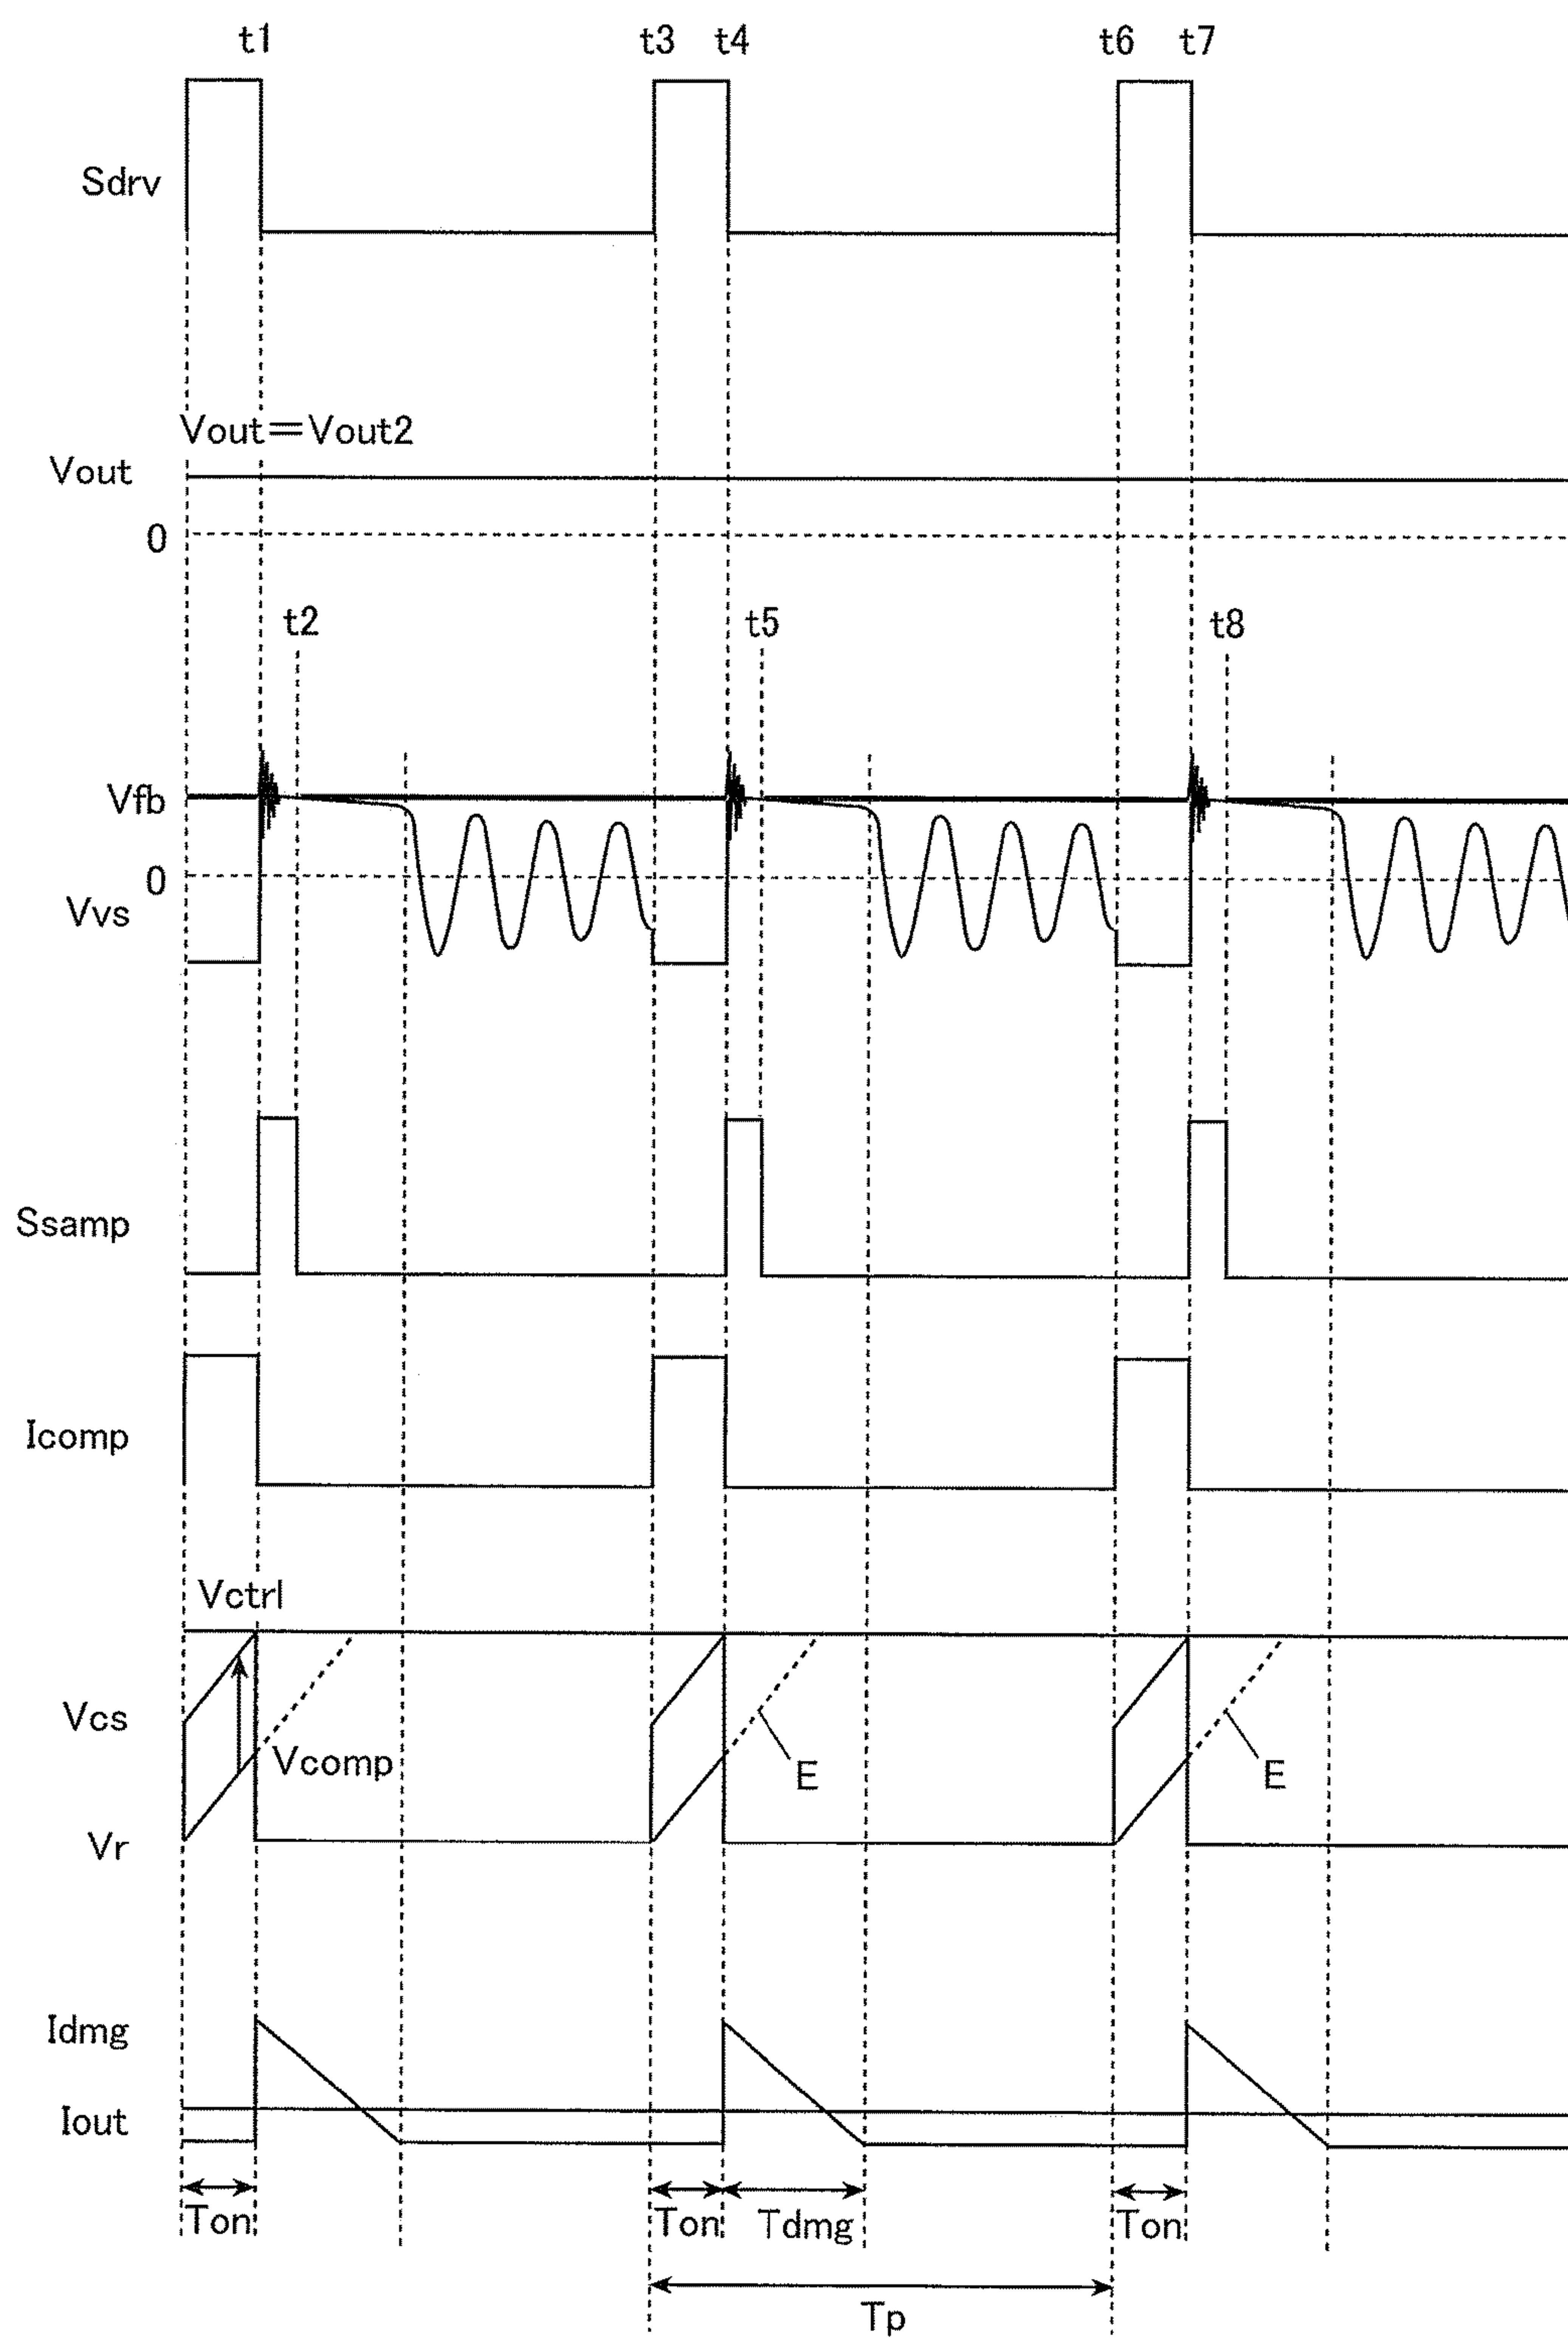 t1 t3 t4 t6 t7
Sdrv
Vout=Vout2
Vout
0
t2 t5 t8
Vfb
0
Vvs
Ssamp
Icomp
Vctrl
Vcs
Vcomp
E E
Vr
Idmg
Iout
Ton Ton Tdmg Ton
Tp